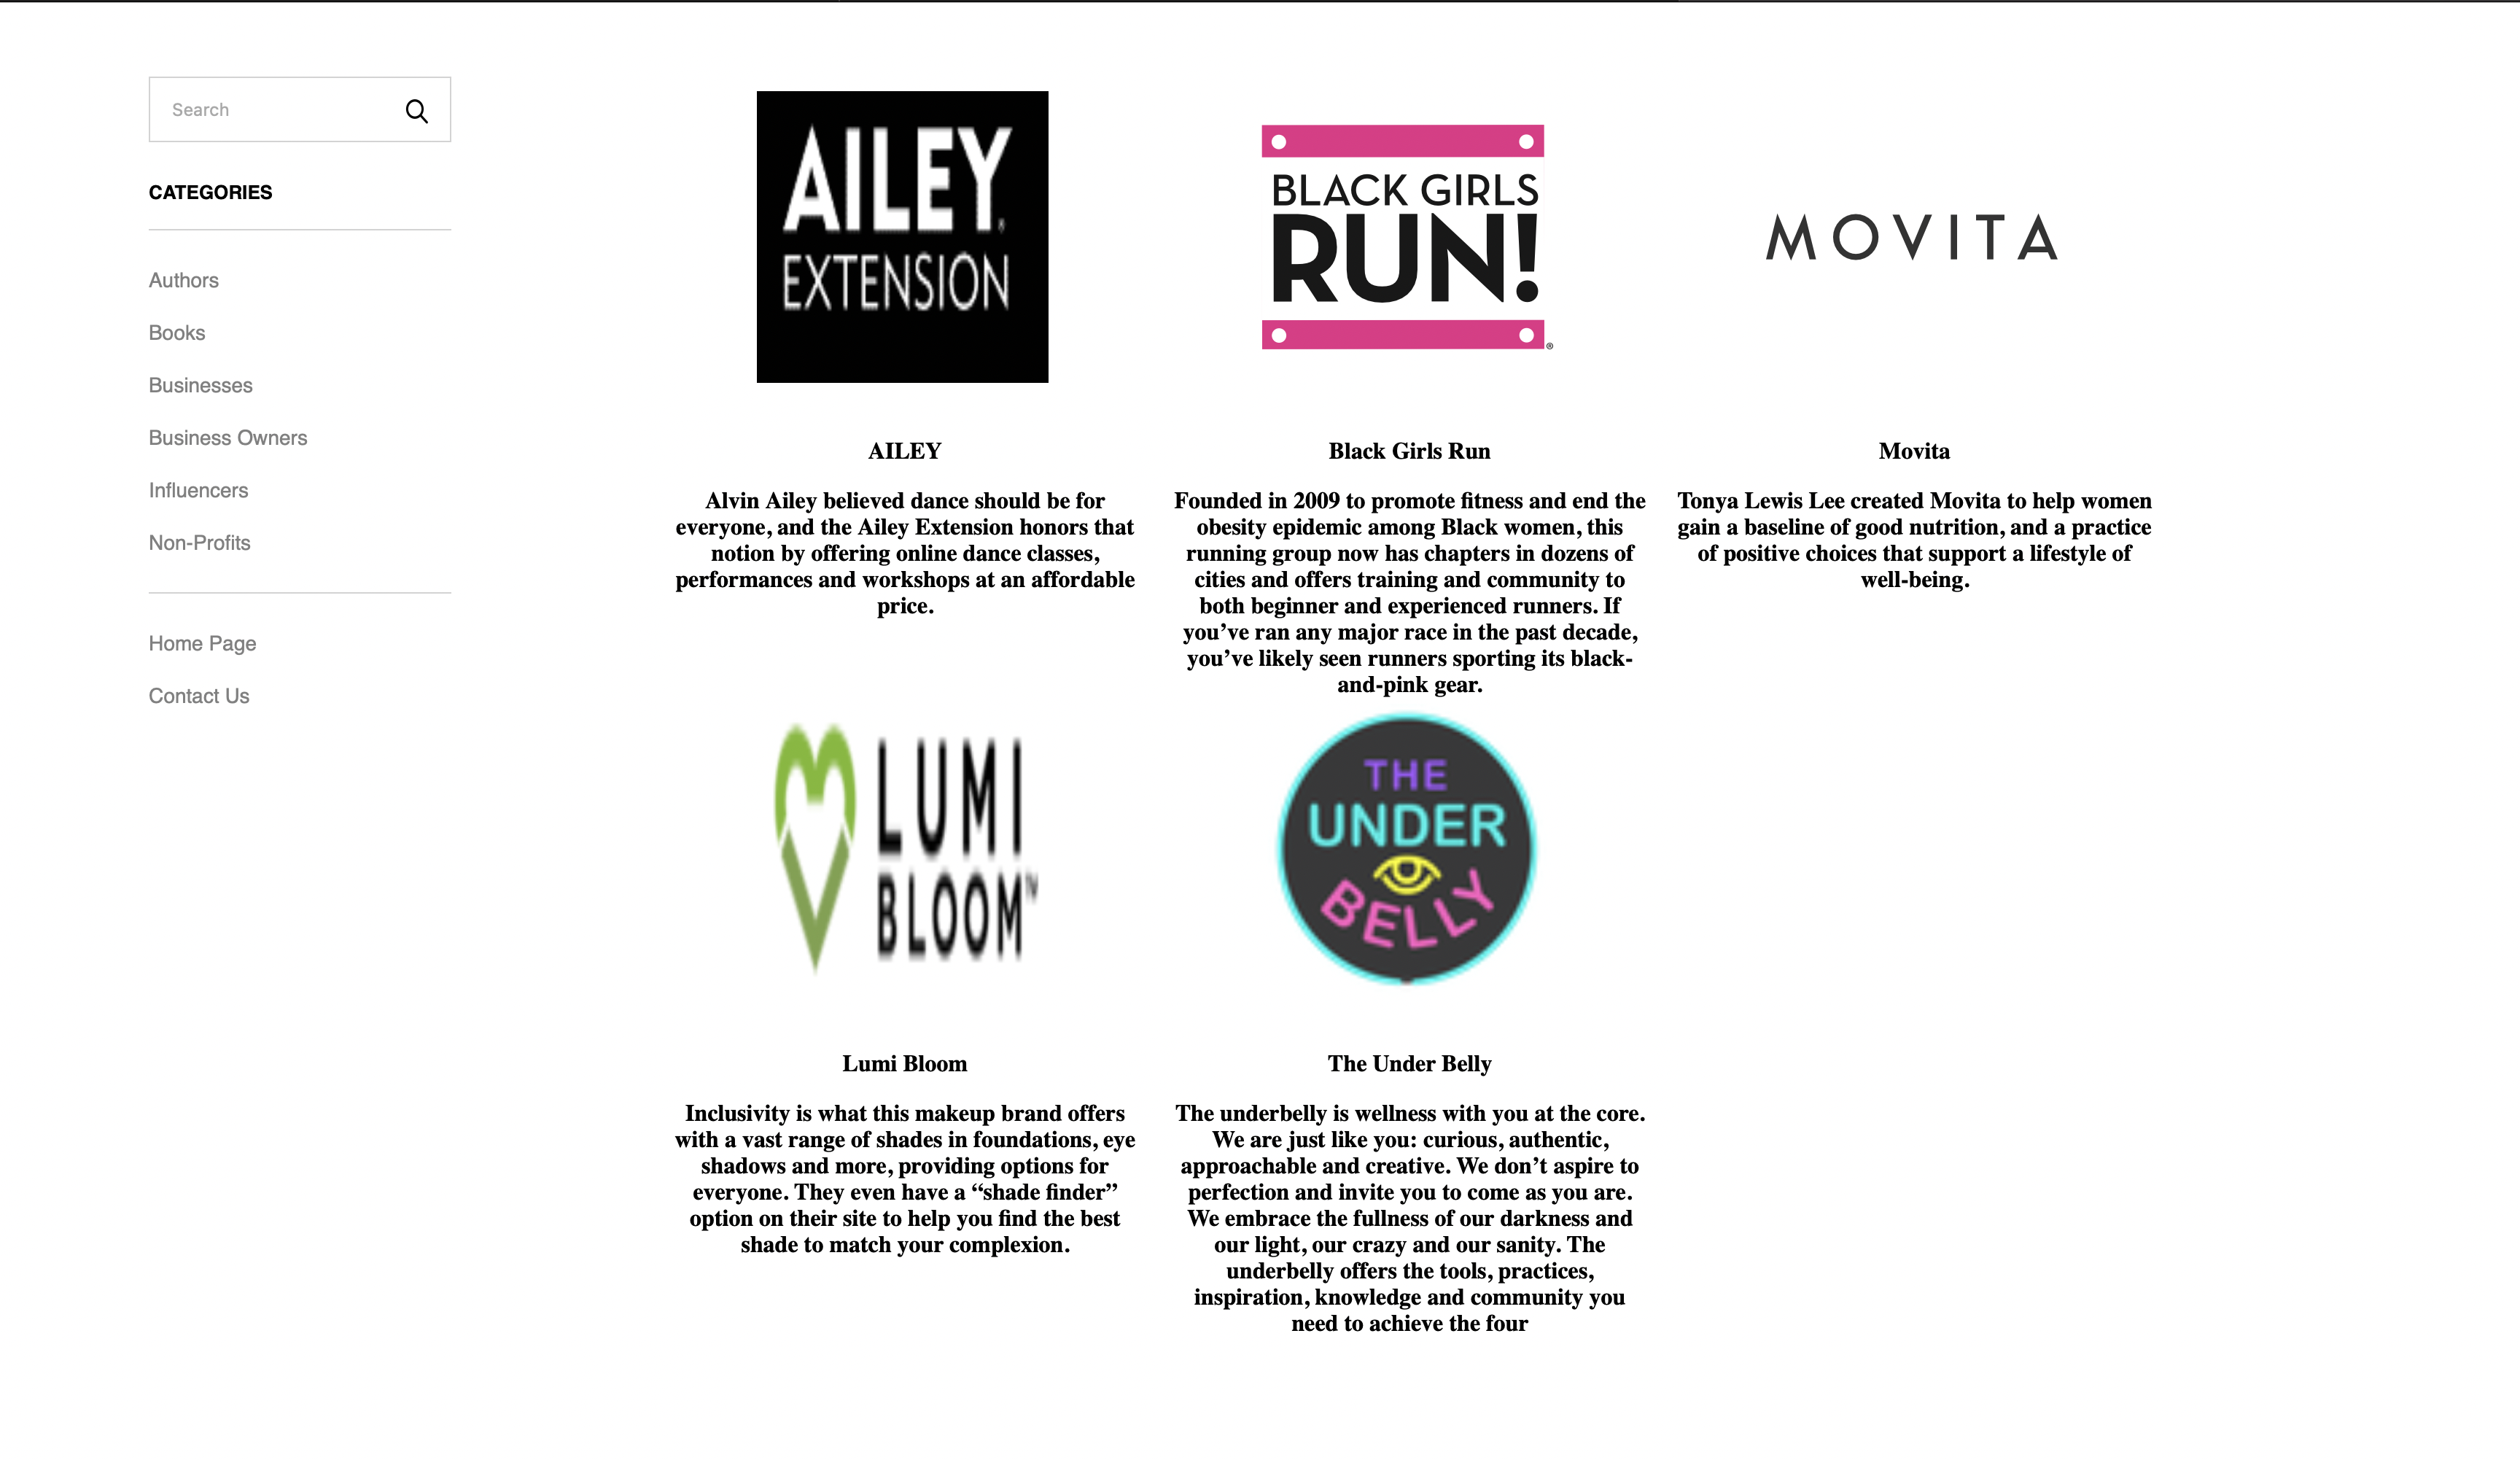 Search
CATEGORIES
Authors
Books
Businesses
Business Owners
Influencers
Non-Profits
Home Page
Contact Us
AILEY®
EXTENSION
AILEY
Alvin Ailey believed dance should be for
everyone, and the Ailey Extension honors that
notion by offering online dance classes,
performances and workshops at an affordable
price.
BLACK GIRLS
RUN!
®
Black Girls Run
Founded in 2009 to promote fitness and end the
obesity epidemic among Black women, this
running group now has chapters in dozens of
cities and offers training and community to
both beginner and experienced runners. If
you’ve ran any major race in the past decade,
you’ve likely seen runners sporting its black-
and-pink gear.
MOVITA
Movita
Tonya Lewis Lee created Movita to help women
gain a baseline of good nutrition, and a practice
of positive choices that support a lifestyle of
well-being.
LUMI
BLOOM™
Lumi Bloom
Inclusivity is what this makeup brand offers
with a vast range of shades in foundations, eye
shadows and more, providing options for
everyone. They even have a “shade finder”
option on their site to help you find the best
shade to match your complexion.
THE
UNDER
BELLY
The Under Belly
The underbelly is wellness with you at the core.
We are just like you: curious, authentic,
approachable and creative. We don’t aspire to
perfection and invite you to come as you are.
We embrace the fullness of our darkness and
our light, our crazy and our sanity. The
underbelly offers the tools, practices,
inspiration, knowledge and community you
need to achieve the four